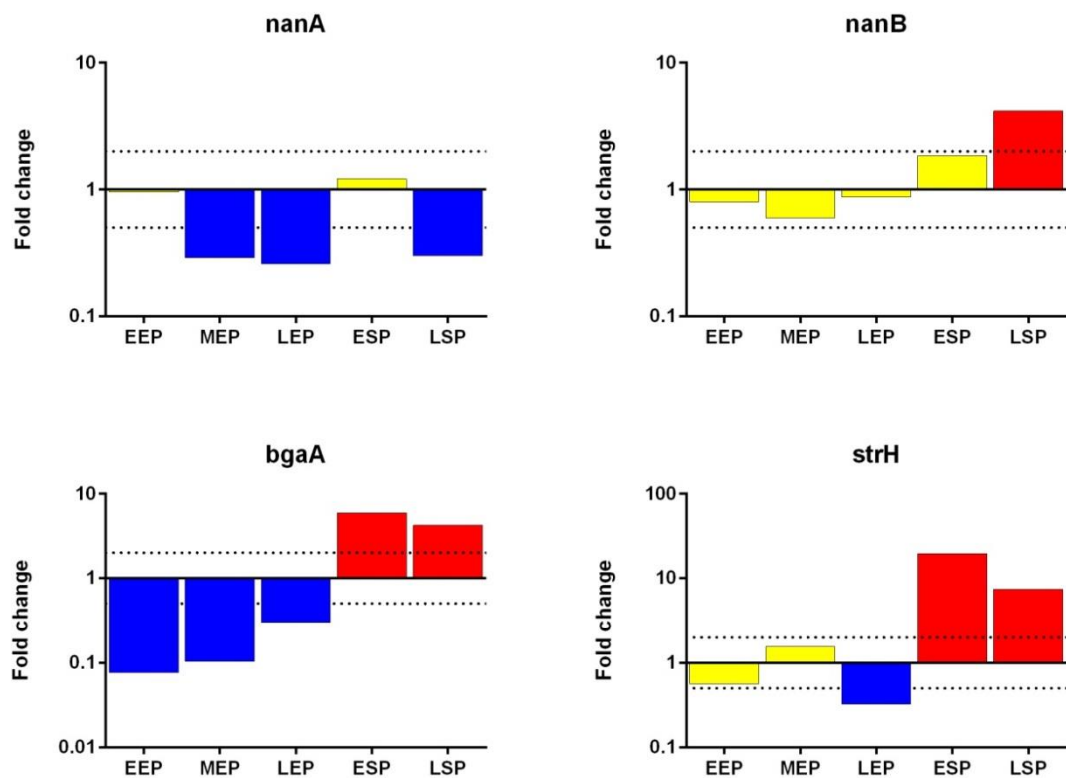 nanA
Fold change
10
1
0.1
EEP MEP LEP ESP LSP
nanB
Fold change
10
1
0.1
EEP MEP LEP ESP LSP
bgaA
Fold change
10
1
0.1
0.01
EEP MEP LEP ESP LSP
strH
Fold change
100
10
1
0.1
EEP MEP LEP ESP LSP